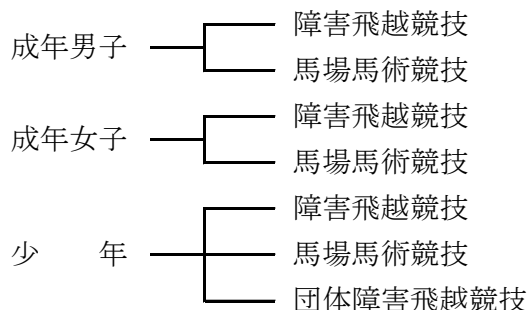 成年男子
障害飛越競技
馬場馬術競技
成年女子
障害飛越競技
馬場馬術競技
少　　年
障害飛越競技
馬場馬術競技
団体障害飛越競技